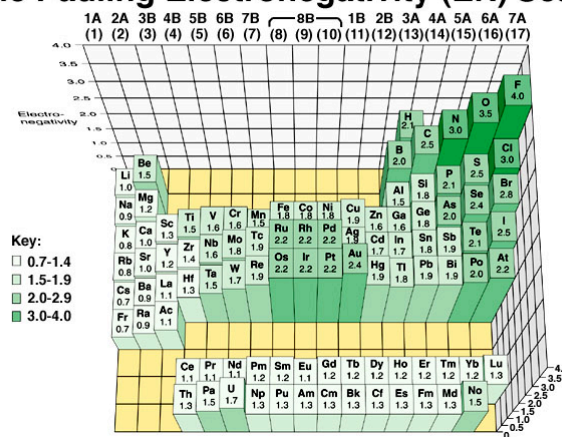 1A 2A 3B 4B 5B 6B 7B 8B 1B 2B 3A 4A 5A 6A 7A
(1) (2) (3) (4) (5) (6) (7) (8) (9) (10) (11) (12) (13) (14) (15) (16) (17)
4.0
3.5
3.0
2.5
2.0
1.5
1.0
0.5
0
Electro-
negativity
F
4.0
O
3.5
N
3.0
H
2.1
C
2.5
B
2.0
Cl
3.0
S
2.5
P
2.1
Si
1.8
Al
1.5
Be
1.5
Li
1.0
Na
0.9
Mg
1.2
K
0.8
Ca
1.0
Sc
1.3
Ti
1.5
V
1.6
Cr
1.6
Mn
1.5
Fe
1.8
Co
1.8
Ni
1.8
Cu
1.9
Zn
1.6
Ga
1.6
Ge
1.8
As
2.0
Se
2.4
Br
2.8
Rb
0.8
Sr
1.0
Y
1.2
Zr
1.4
Nb
1.6
Mo
1.8
Tc
1.9
Ru
2.2
Rh
2.2
Pd
2.2
Ag
1.9
Cd
1.7
In
1.7
Sn
1.8
Sb
1.9
Te
2.1
I
2.5
Cs
0.7
Ba
0.9
La
1.1
Hf
1.3
Ta
1.5
W
1.7
Re
1.9
Os
2.2
Ir
2.2
Pt
2.2
Au
2.4
Hg
1.9
Tl
1.8
Pb
1.9
Bi
1.9
Po
2.0
At
2.2
Fr
0.7
Ra
0.9
Ac
1.1
Key:
0.7-1.4
1.5-1.9
2.0-2.9
3.0-4.0
Ce Pr Nd Pm Sm Eu Gd Tb Dy Ho Er Tm Yb Lu
1.1 1.1 1.1 1.2 1.2 1.1 1.2 1.2 1.2 1.2 1.2 1.2 1.2 1.3
Th Pa U Np Pu Am Cm Bk Cf Es Fm Md No
1.3 1.5 1.7 1.3 1.3 1.3 1.3 1.3 1.3 1.3 1.3 1.3 1.5
4.
3.5
3.0
2.5
2.0
1.5
1.0
0.5
0